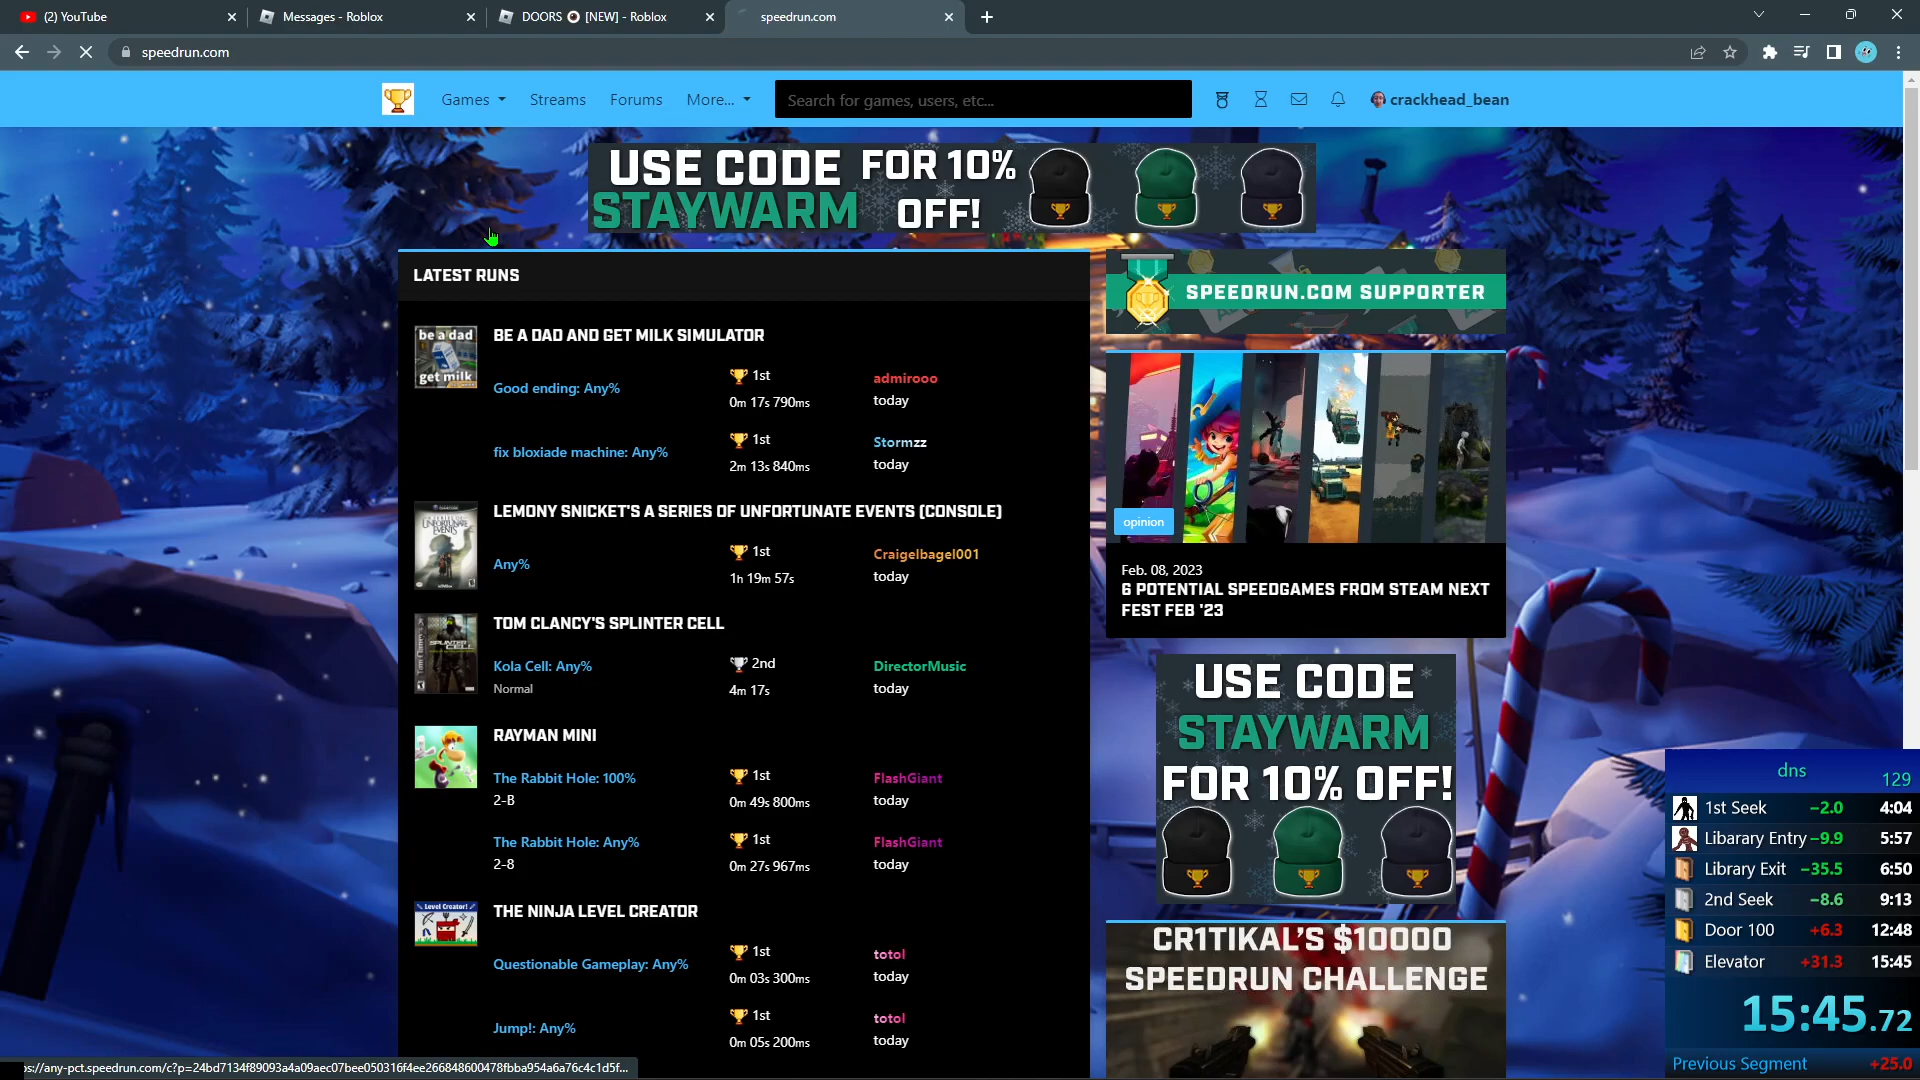 (2) YouTube
Messages - Roblox
DOORS 👁 [NEW] - Roblox
speedrun.com
speedrun.com
Games
Streams
Forums
More...
Search for games, users, etc...
crackhead_bean
USE CODE FOR 10%
STAYWARM OFF!
LATEST RUNS
be a dad
get milk
BE A DAD AND GET MILK SIMULATOR
Good ending: Any%
1st
0m 17s 790ms
admirooo
today
fix bloxiade machine: Any%
1st
2m 13s 840ms
Stormzz
today
LEMONY SNICKET'S A SERIES OF UNFORTUNATE EVENTS (CONSOLE)
Any%
1st
1h 19m 57s
Craigelbagel001
today
TOM CLANCY'S SPLINTER CELL
Kola Cell: Any%
Normal
2nd
4m 17s
DirectorMusic
today
RAYMAN MINI
The Rabbit Hole: 100%
2-B
1st
0m 49s 800ms
FlashGiant
today
The Rabbit Hole: Any%
2-8
1st
0m 27s 967ms
FlashGiant
today
Level Creator!
THE NINJA LEVEL CREATOR
Questionable Gameplay: Any%
1st
0m 03s 300ms
totol
today
Jump!: Any%
1st
0m 05s 200ms
totol
today
SPEEDRUN.COM SUPPORTER
opinion
Feb. 08, 2023
6 POTENTIAL SPEEDGAMES FROM STEAM NEXT
FEST FEB '23
USE CODE
STAYWARM
FOR 10% OFF!
CR1TIKAL'S $10000
SPEEDRUN CHALLENGE
dns
129
1st Seek -2.0 4:04
Libarary Entry -9.9 5:57
Library Exit -35.5 6:50
2nd Seek -8.6 9:13
Door 100 +6.3 12:48
Elevator +31.3 15:45
15:45.72
Previous Segment +25.0
s://any-pct.speedrun.com/c?p=24bd7134f89093a4a09aec07bee050316f4ee266848600478fbba954a6a76c4c1d5f...